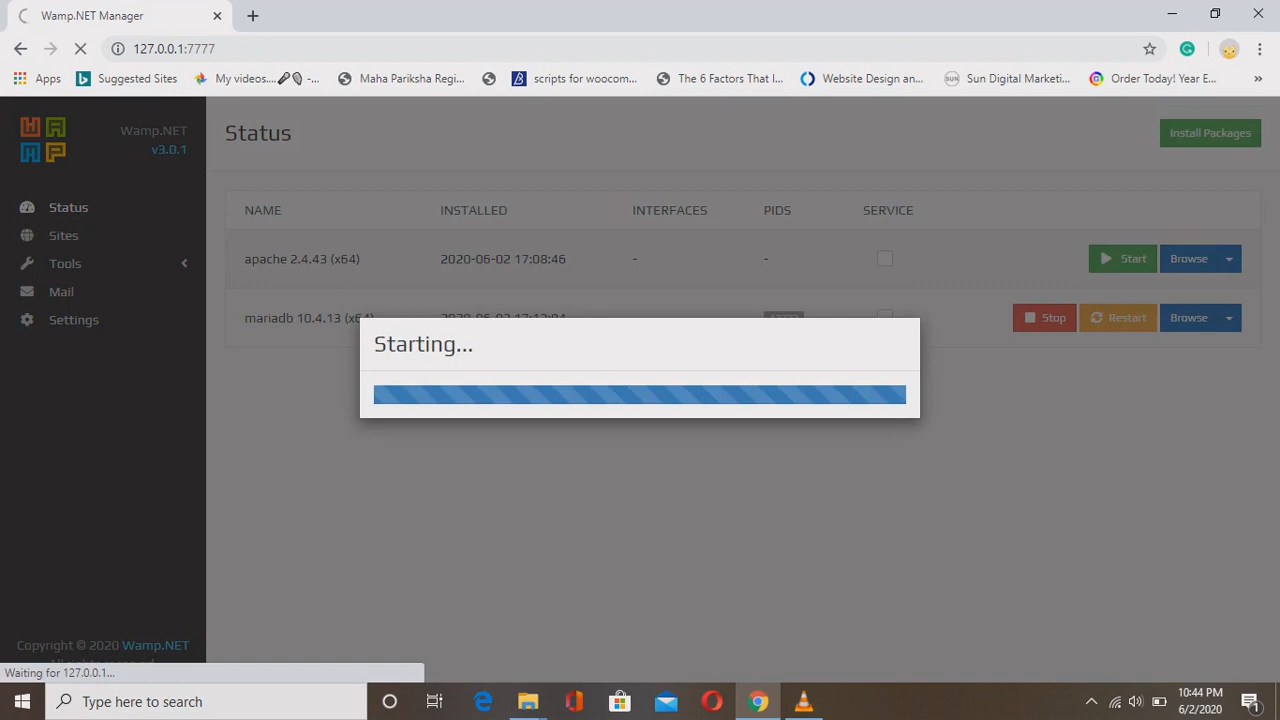 Wamp.NET Manager
127.0.0.1:7777
Apps
Suggested Sites
My videos....
Maha Pariksha Regi...
scripts for woocom...
The 6 Factors That I...
Website Design an...
Sun Digital Marketi...
Order Today! Year E...
Wamp.NET
v3.0.1
Status
Sites
Tools
Mail
Settings
Copyright © 2020 Wamp.NET
Status
Install Packages
NAME INSTALLED INTERFACES PIDS SERVICE
apache 2.4.43 (x64) 2020-06-02 17:08:46 - - Start Browse
mariadb 10.4.13 (x64) Stop Restart Browse
Starting...
Waiting for 127.0.0.1...
Type here to search
10:44 PM
6/2/2020
1